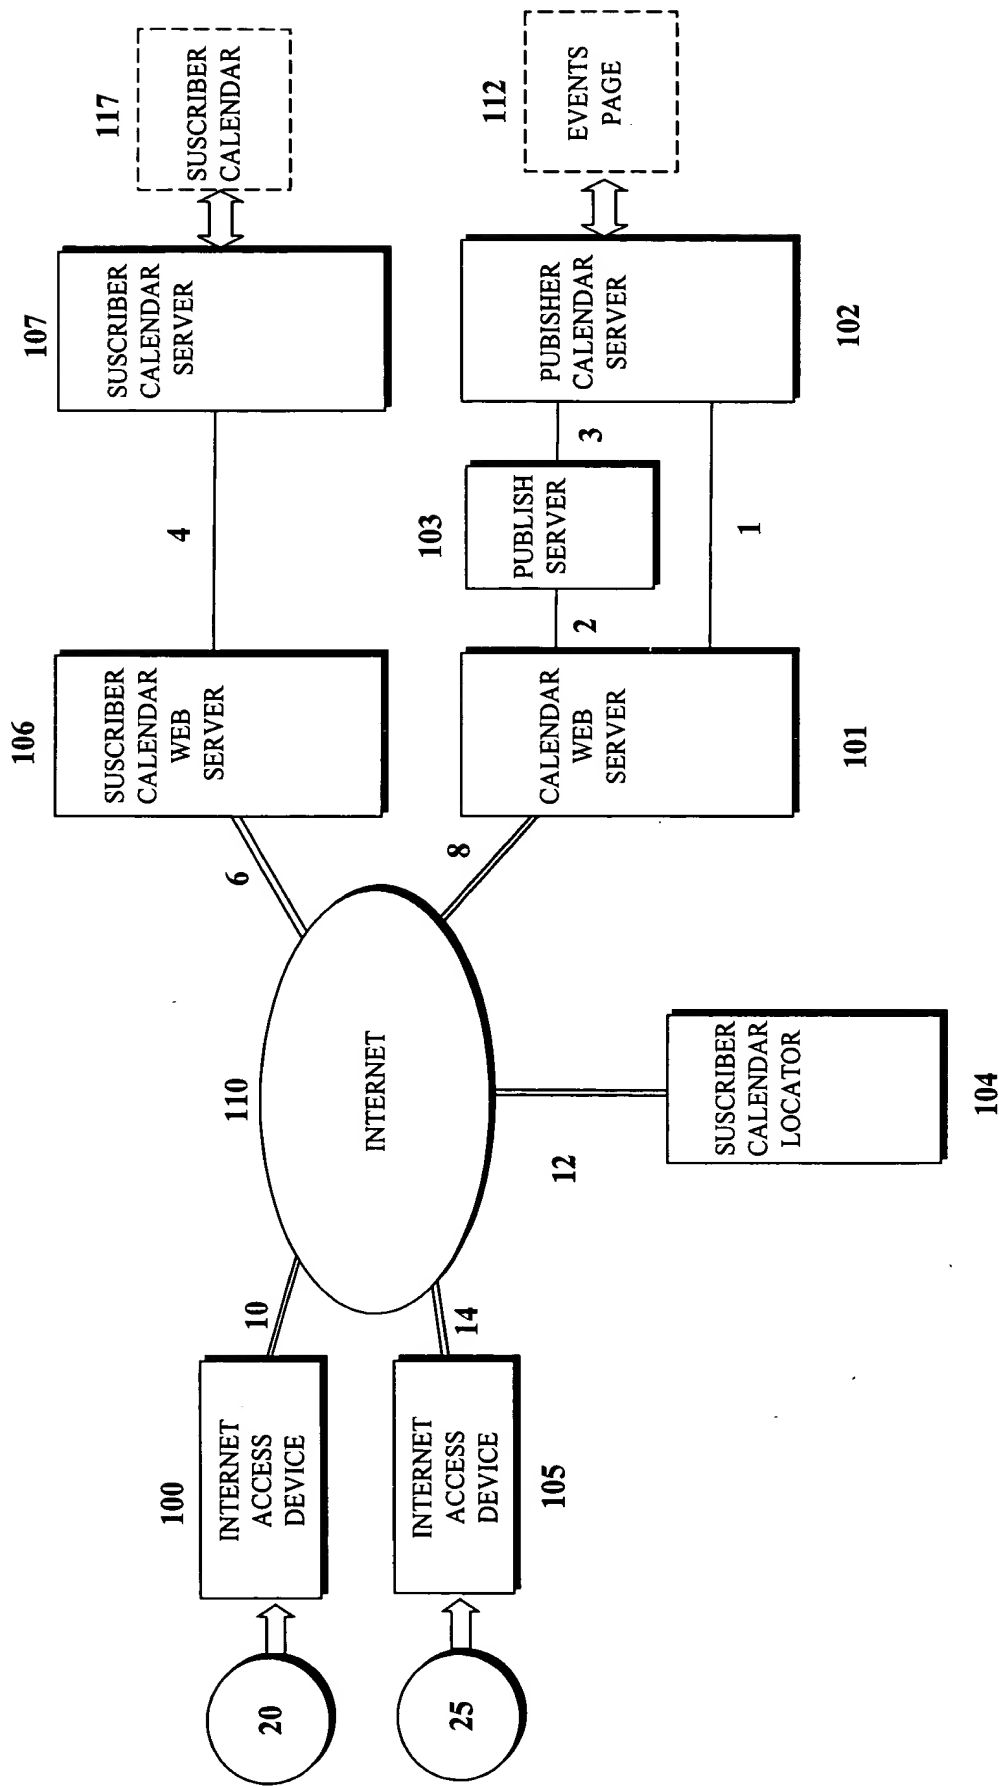 117
SUSCRIBER
CALENDAR
112
EVENTS
PAGE
107
SUSCRIBER
CALENDAR
SERVER
PUBISHER
CALENDAR
SERVER
102
4
3
103
PUBLISH
SERVER
2
1
106
SUSCRIBER
CALENDAR
WEB
SERVER
CALENDAR
WEB
SERVER
101
6
8
110
INTERNET
12
SUSCRIBER
CALENDAR
LOCATOR
104
10
14
100
INTERNET
ACCESS
DEVICE
INTERNET
ACCESS
DEVICE
105
20
25